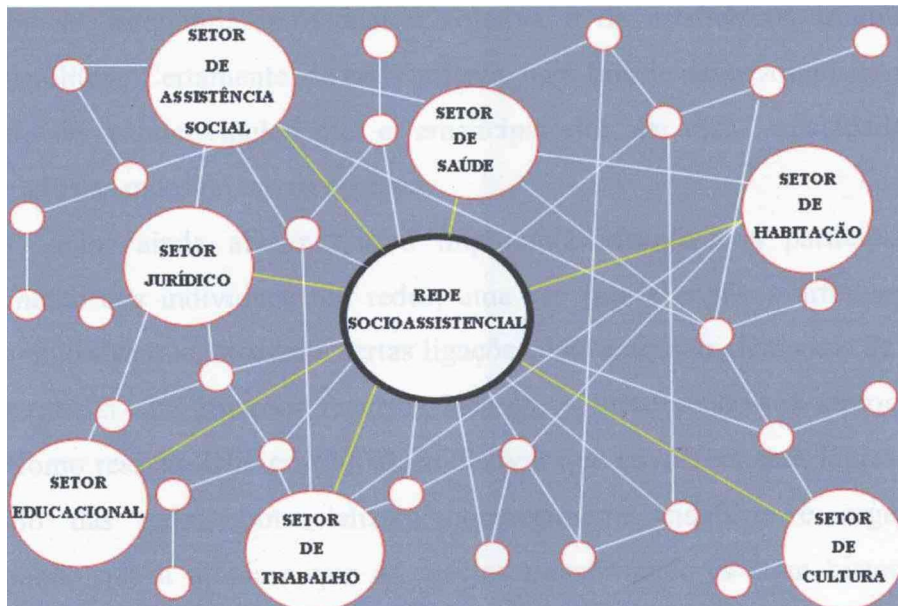 SETOR
DE
ASSISTÊNCIA
SOCIAL
SETOR
DE
SAÚDE
SETOR
DE
HABITAÇÃO
SETOR
JURÍDICO
REDE
SOCIOASSISTENCIAL
SETOR
EDUCACIONAL
SETOR
DE
TRABALHO
SETOR
DE
CULTURA